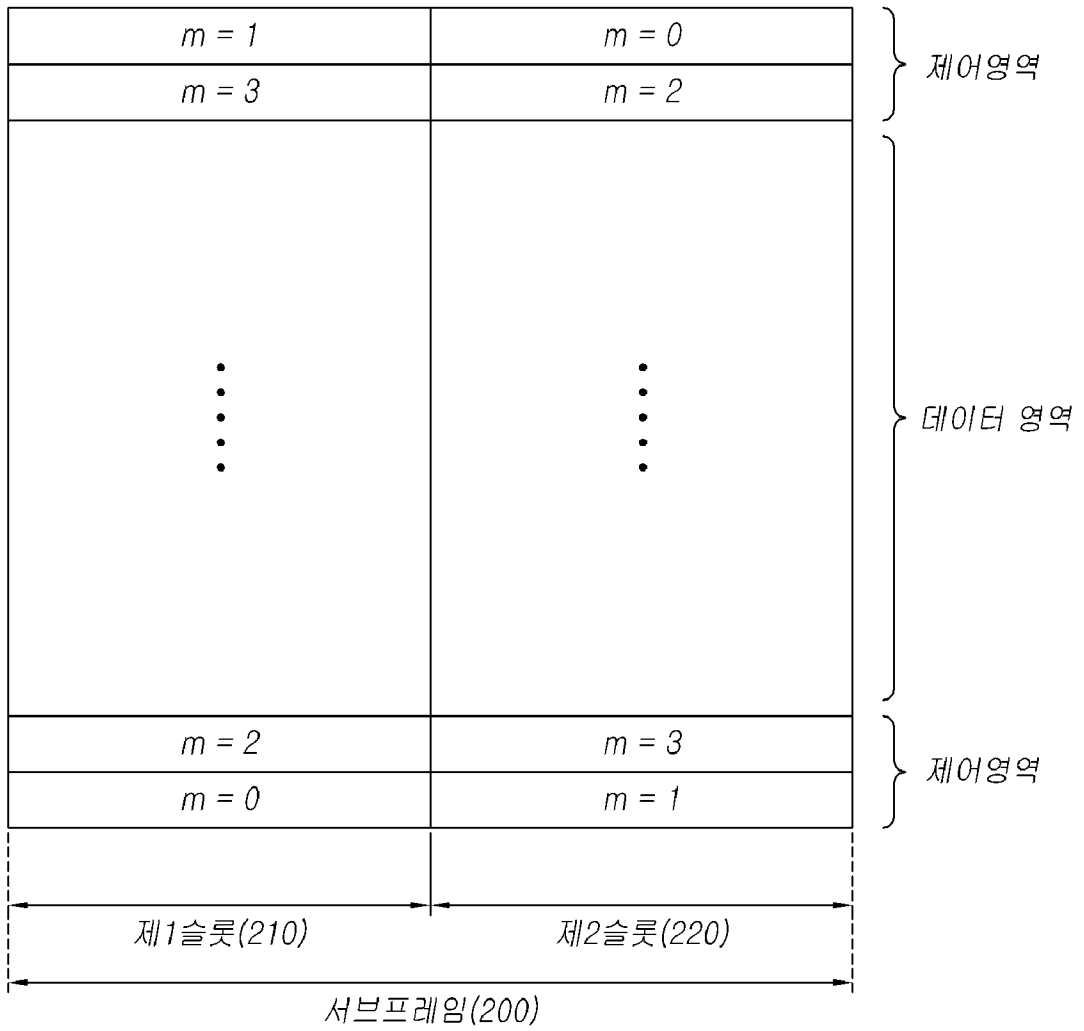 m = 1 m = 0
제어영역
m = 3 m = 2
데이터 영역
m = 2 m = 3
제어영역
m = 0 m = 1
제1슬롯(210) 제2슬롯(220)
서브프레임(200)